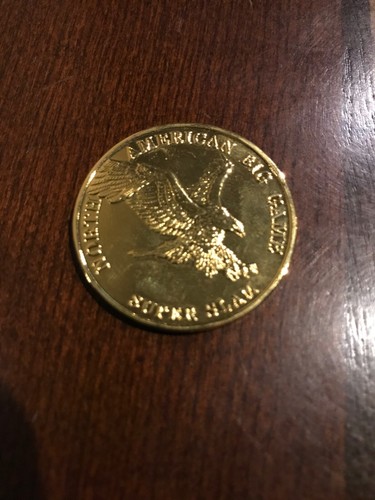 NORTH AMERICAN BIG GAME
SUPER SLAM